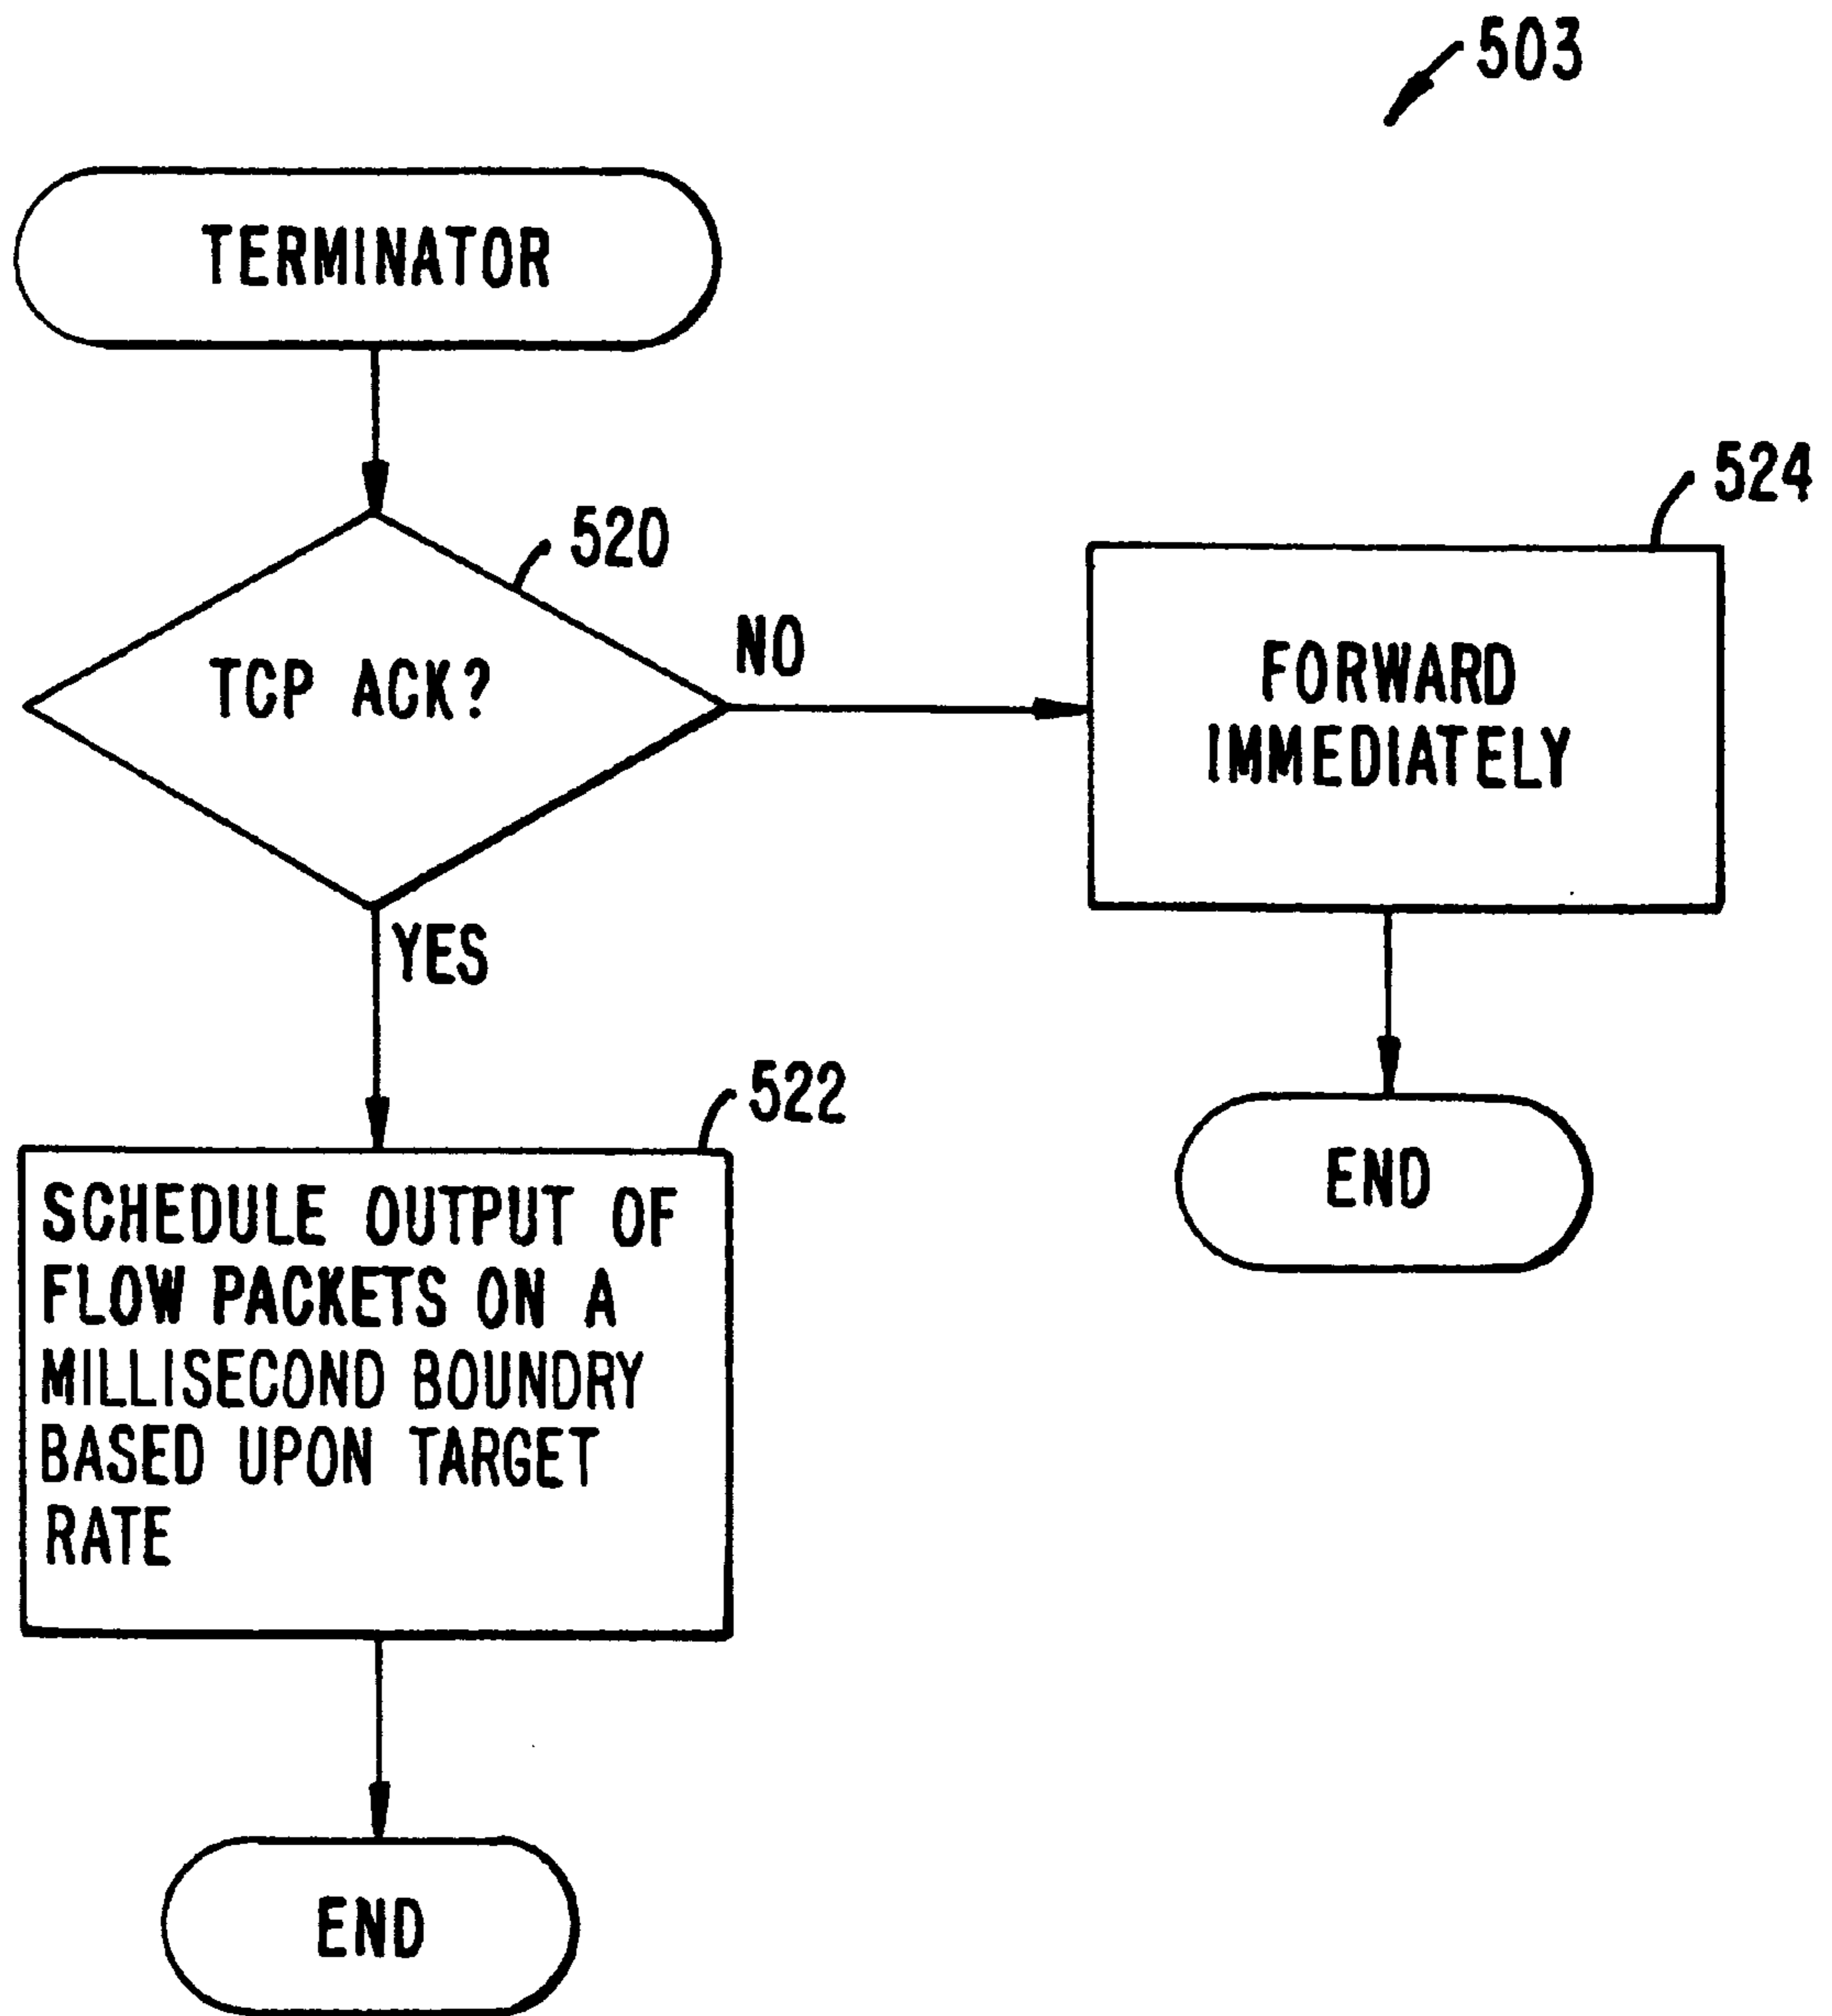 503
TERMINATOR
520
TCP ACK?
NO
524
FORWARD
IMMEDIATELY
YES
522
SCHEDULE OUTPUT OF
FLOW PACKETS ON A
MILLISECOND BOUNDRY
BASED UPON TARGET
RATE
END
END